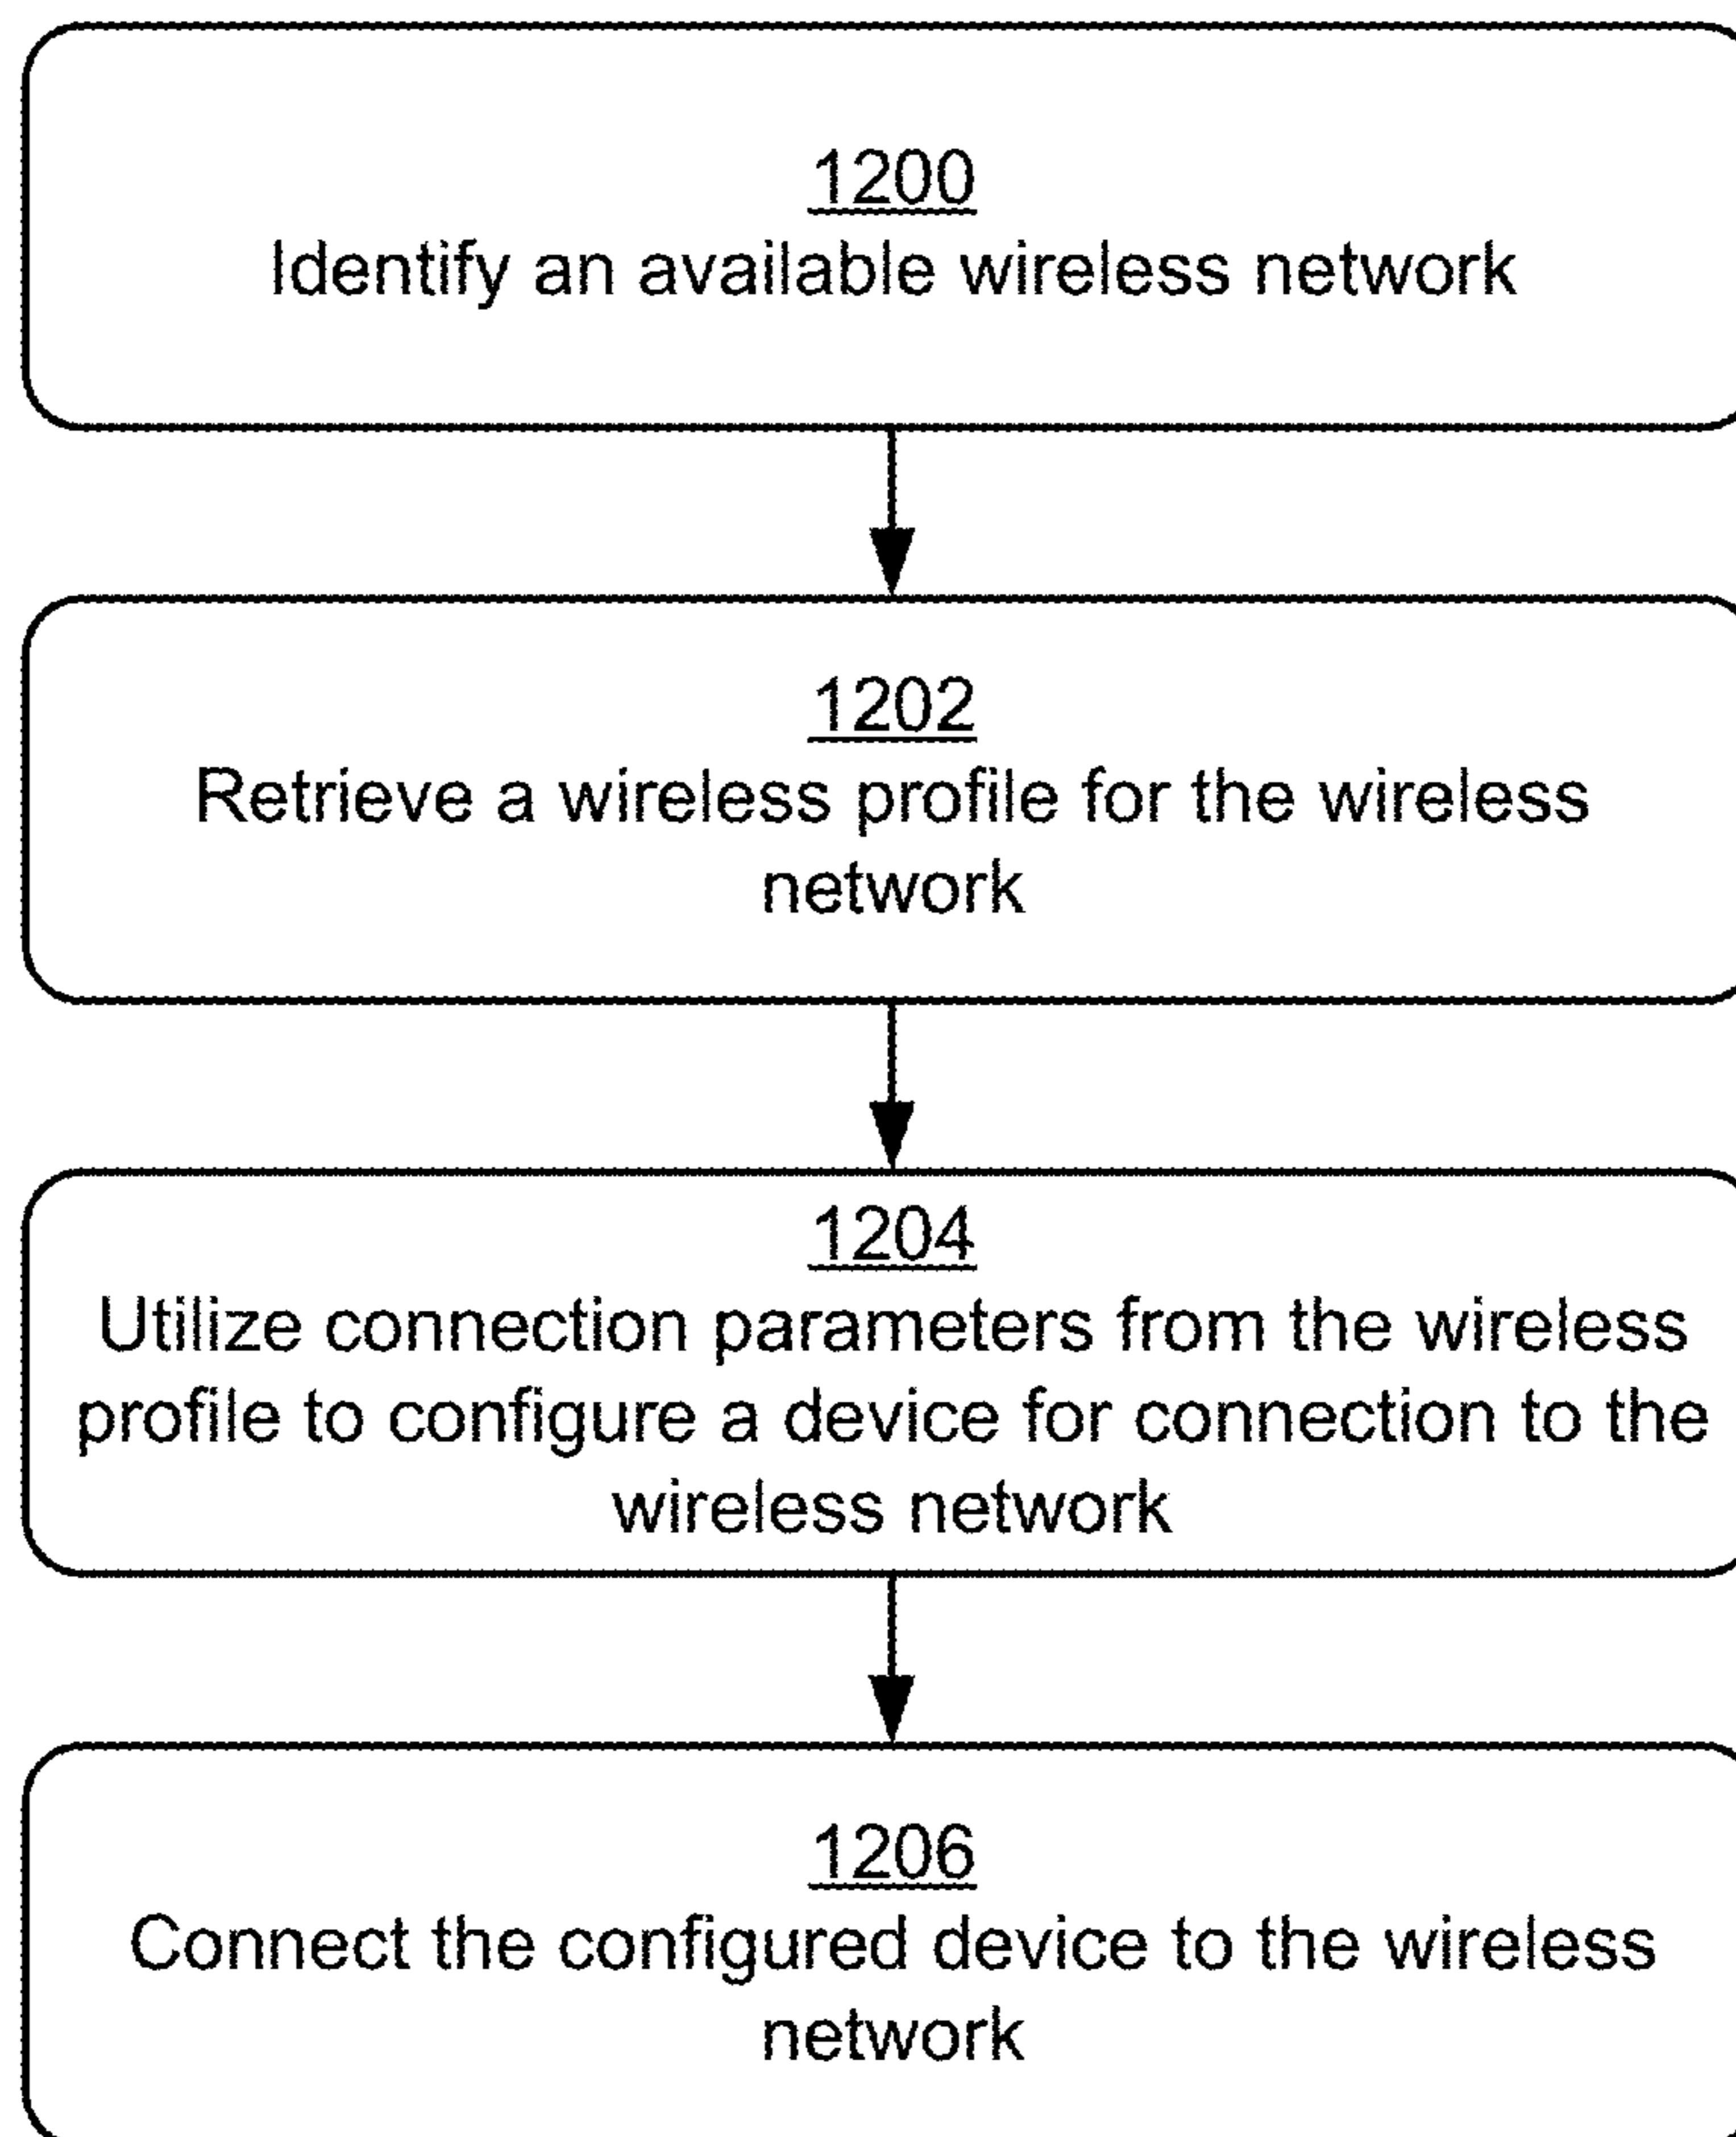 1200
Identify an available wireless network
1202
Retrieve a wireless profile for the wireless
network
1204
Utilize connection parameters from the wireless
profile to configure a device for connection to the
wireless network
1206
Connect the configured device to the wireless
network